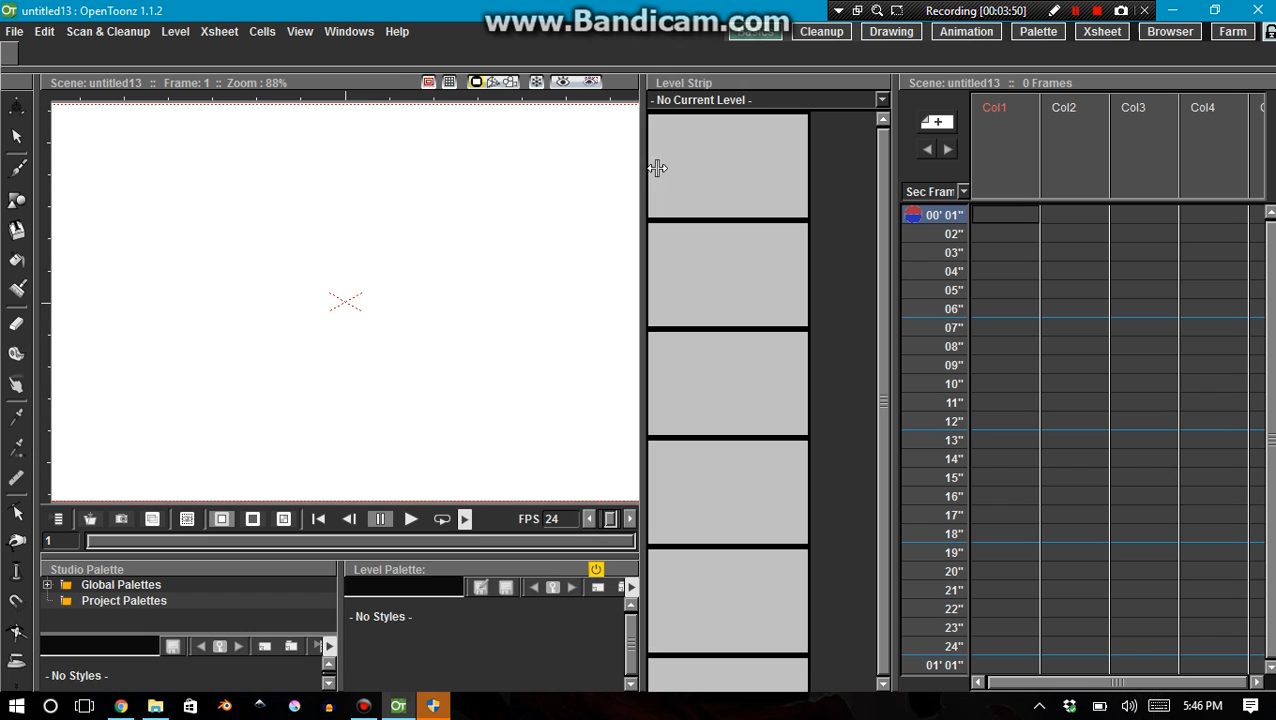 untitled13 : OpenToonz 1.1.2
www.Bandicam.com
Recording [00:03:50]
File Edit Scan & Cleanup Level Xsheet Cells View Windows Help
Basics Cleanup Drawing Animation Palette Xsheet Browser Farm
Scene: untitled13 :: Frame: 1 :: Zoom : 88%
Level Strip
- No Current Level -
Scene: untitled13 :: 0 Frames
Col1 Col2 Col3 Col4
Sec Fram
00' 01"
02"
03"
04"
05"
06"
07"
08"
09"
10"
11"
12"
13"
14"
15"
16"
17"
18"
19"
20"
21"
22"
23"
24"
01' 01"
FPS 24
1
Studio Palette
Global Palettes
Project Palettes
- No Styles -
Level Palette:
- No Styles -
OT
5:46 PM